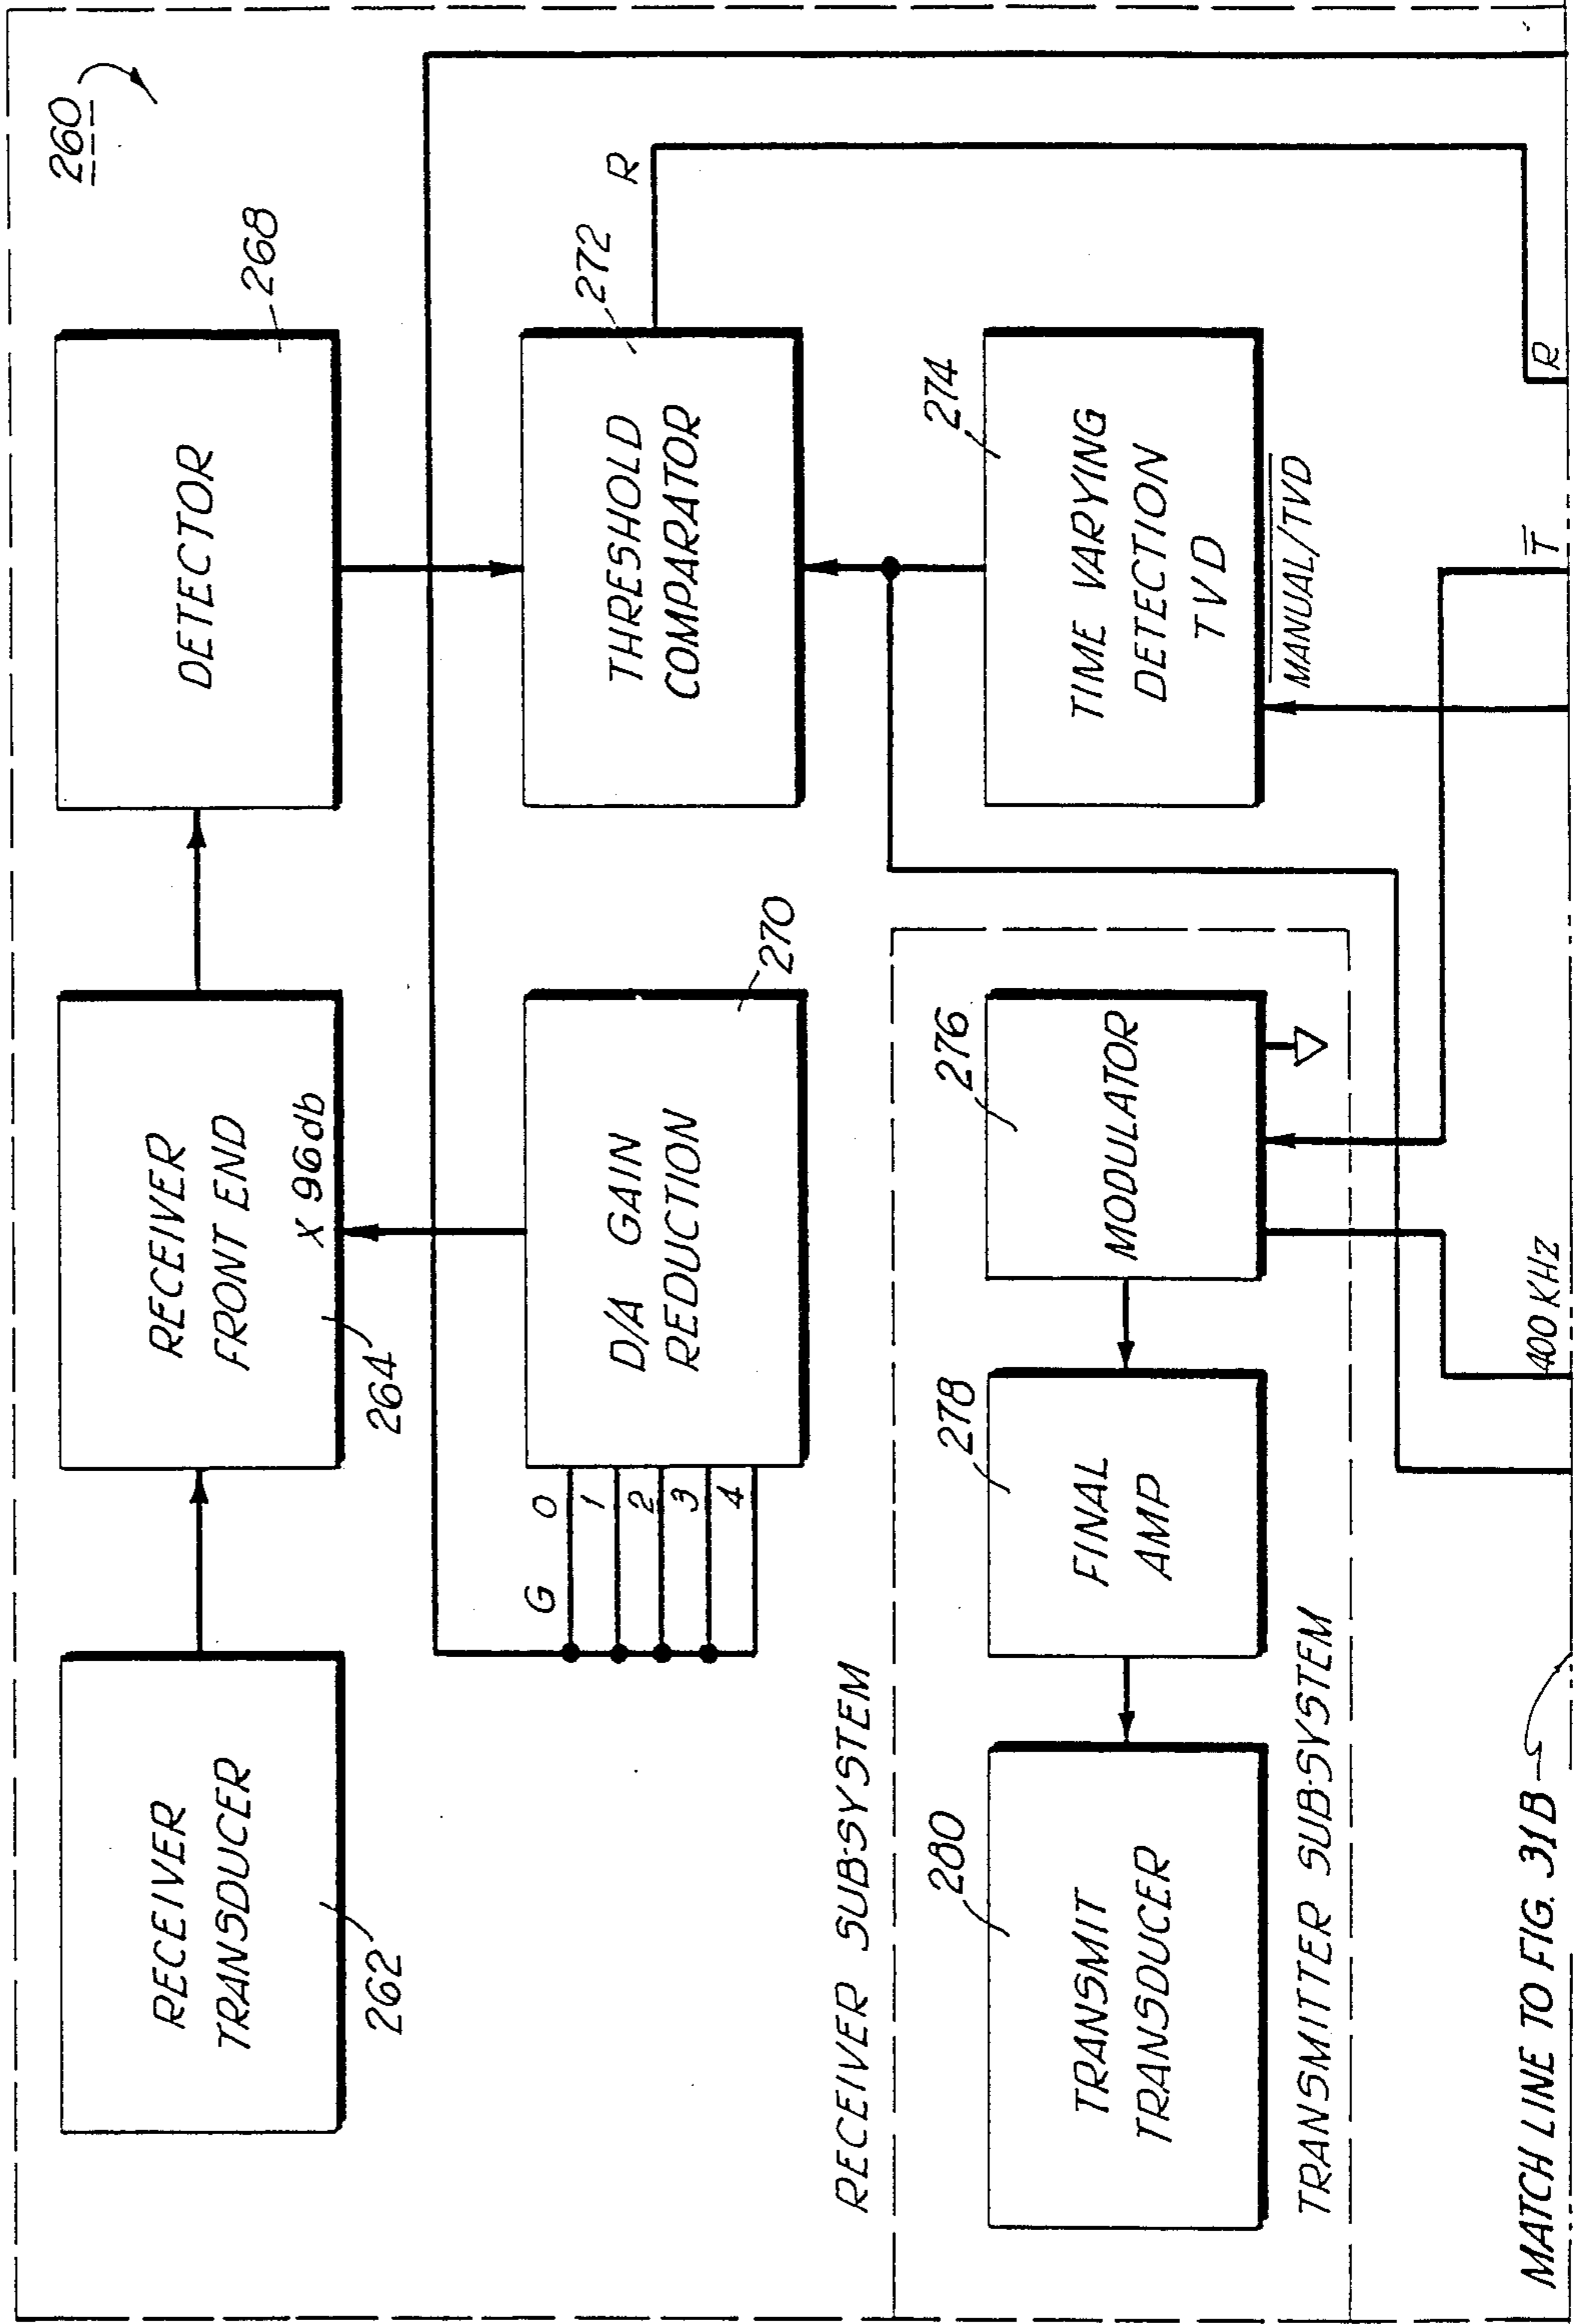 260
RECEIVER
TRANSDUCER
262
RECEIVER
FRONT END
X 96db
264
DETECTOR
268
G
0
1
2
3
4
D/A GAIN
REDUCTION
270
THRESHOLD
COMPARATOR
272
R
RECEIVER SUB-SYSTEM
280
TRANSMIT
TRANSDUCER
278
FINAL
AMP
276
MODULATOR
274
TIME VARYING
DETECTION
TVD
MANUAL/TVD
TRANSMITTER SUB-SYSTEM
400 KHz
T̅
R
MATCH LINE TO FIG. 31B